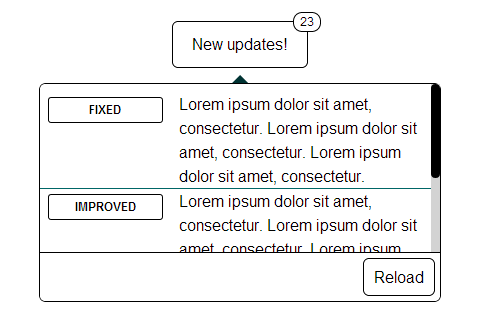 23
New updates!
FIXED
Lorem ipsum dolor sit amet,
consectetur. Lorem ipsum dolor sit
amet, consectetur. Lorem ipsum
dolor sit amet, consectetur.
IMPROVED
Lorem ipsum dolor sit amet,
consectetur. Lorem ipsum dolor sit
amet, consectetur. Lorem ipsum
Reload